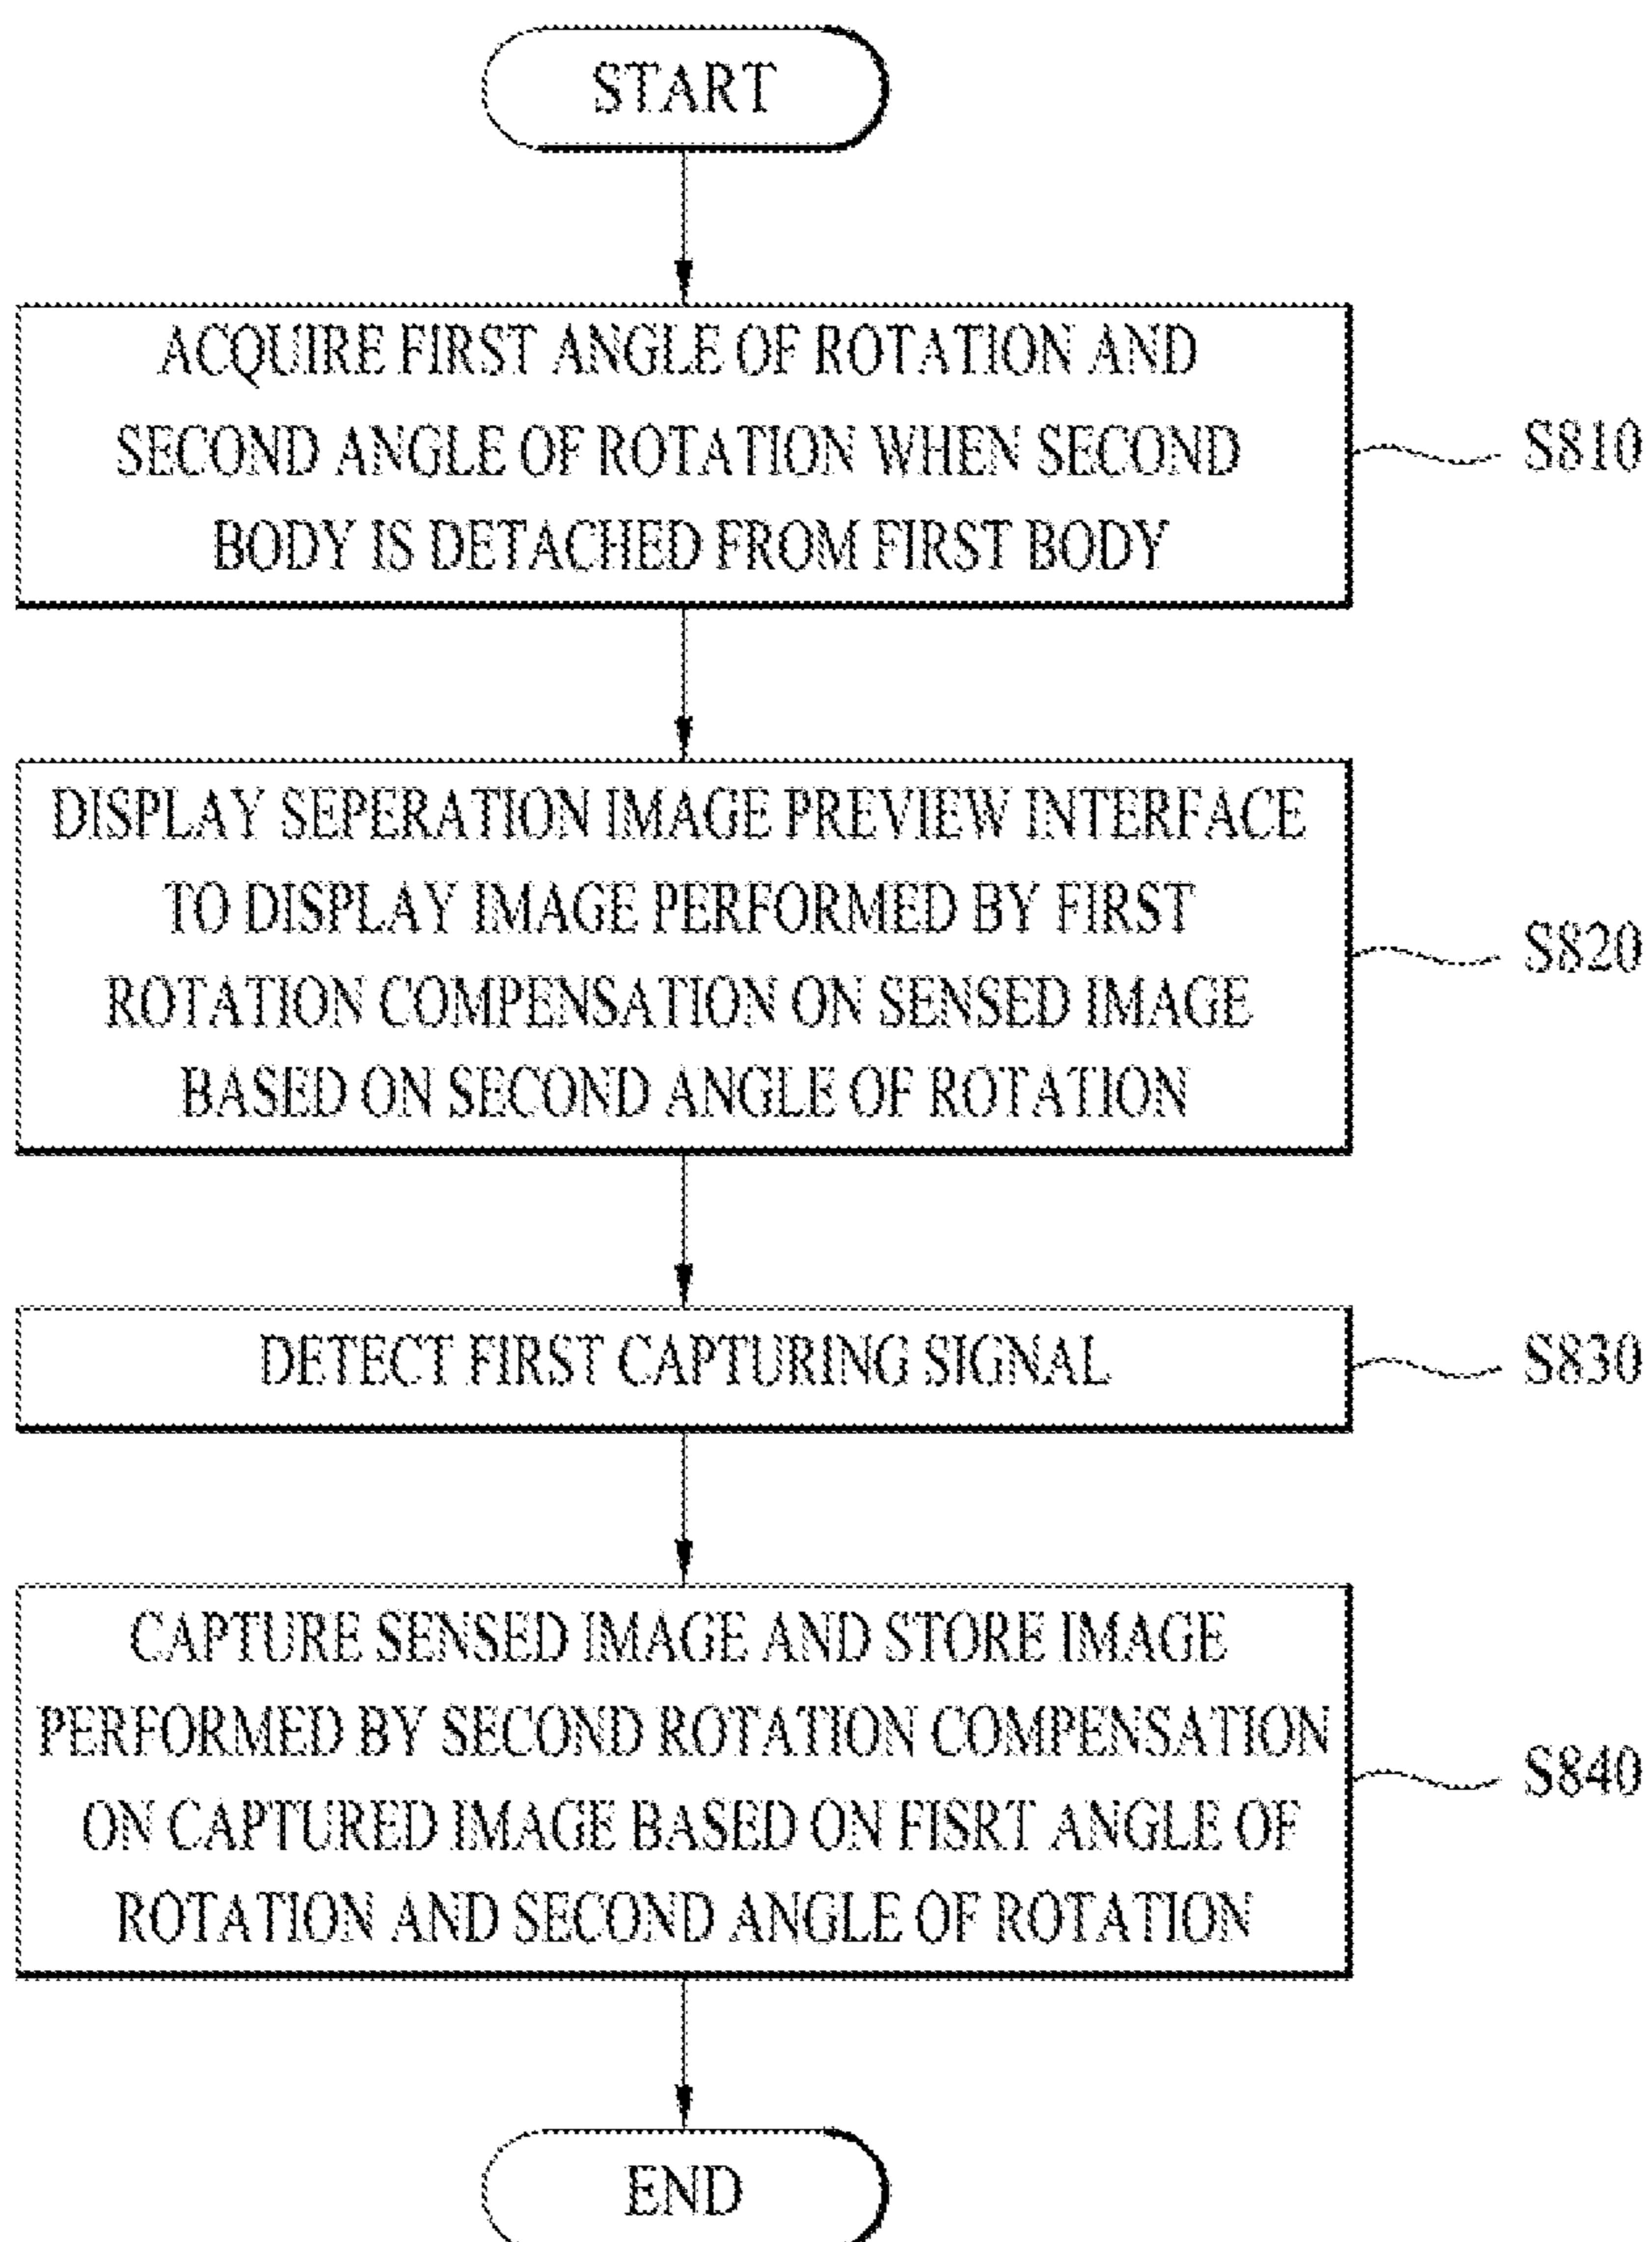 START
ACQUIRE FIRST ANGLE OF ROTATION AND
SECOND ANGLE OF ROTATION WHEN SECOND
BODY IS DETACHED FROM FIRST BODY
S810
DISPLAY SEPERATION IMAGE PREVIEW INTERFACE
TO DISPLAY IMAGE PERFORMED BY FIRST
ROTATION COMPENSATION ON SENSED IMAGE
BASED ON SECOND ANGLE OF ROTATION
S820
DETECT FIRST CAPTURING SIGNAL
S830
CAPTURE SENSED IMAGE AND STORE IMAGE
PERFORMED BY SECOND ROTATION COMPENSATION
ON CAPTURED IMAGE BASED ON FISRT ANGLE OF
ROTATION AND SECOND ANGLE OF ROTATION
S840
END